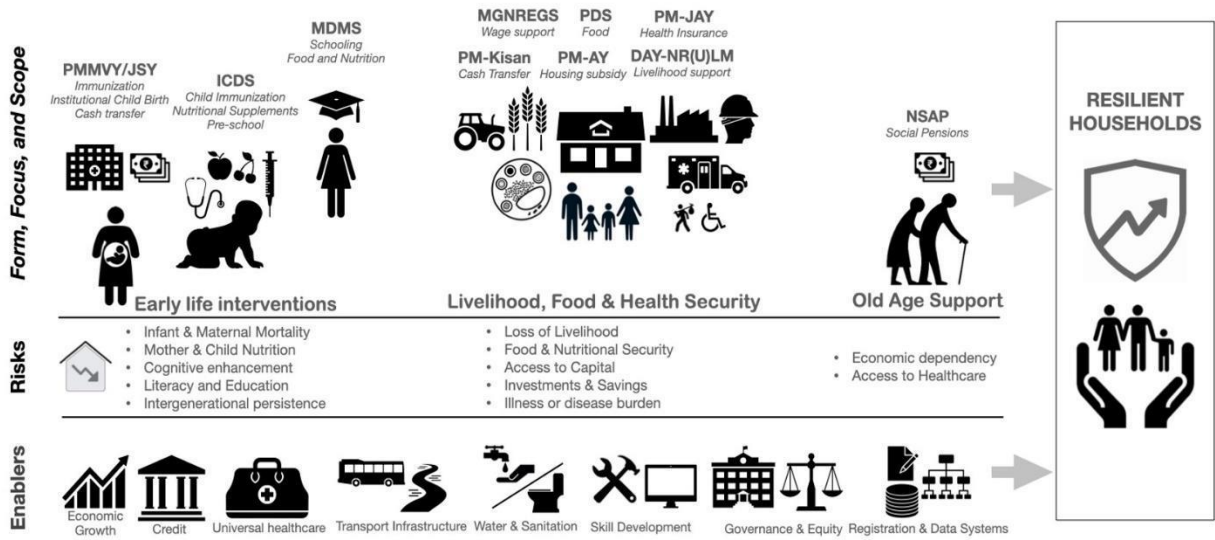 Form, Focus, and Scope
PMMVY/JSY
Immunization
Institutional Child Birth
Cash transfer
ICDS
Child Immunization
Nutritional Supplements
Pre-school
MDMS
Schooling
Food and Nutrition
MGNREGS
Wage support
PDS
Food
PM-JAY
Health Insurance
PM-Kisan
Cash Transfer
PM-AY
Housing subsidy
DAY-NR(U)LM
Livelihood support
NSAP
Social Pensions
₹
₹
Early life interventions
Livelihood, Food & Health Security
Old Age Support
Risks
• Infant & Maternal Mortality
• Mother & Child Nutrition
• Cognitive enhancement
• Literacy and Education
• Intergenerational persistence
• Loss of Livelihood
• Food & Nutritional Security
• Access to Capital
• Investments & Savings
• Illness or disease burden
• Economic dependency
• Access to Healthcare
Enablers
Economic
Growth
Credit
Universal healthcare
Transport Infrastructure
Water & Sanitation
Skill Development
Governance & Equity
Registration & Data Systems
RESILIENT
HOUSEHOLDS